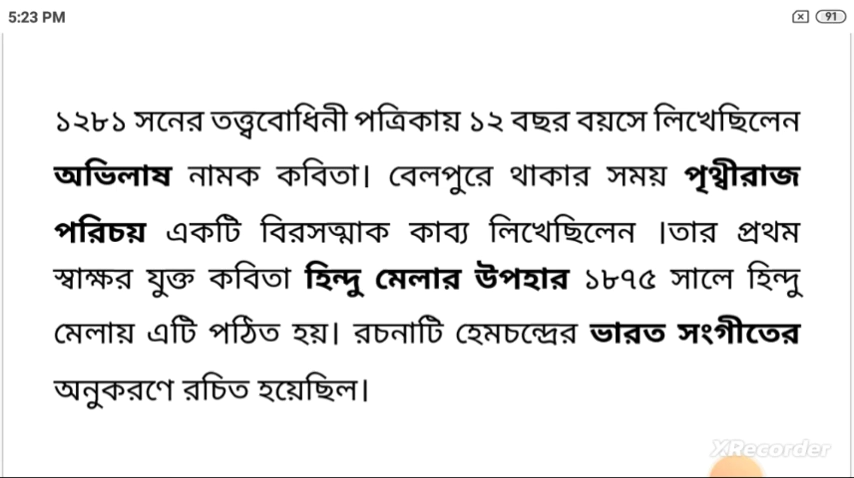 5:23 PM
91
১২৮১ সনের তত্ত্ববোধিনী পত্রিকায় ১২ বছর বয়সে লিখেছিলেন
অভিলাষ নামক কবিতা। বেলপুরে থাকার সময় পৃথ্বীরাজ
পরিচয় একটি বিরসত্মাক কাব্য লিখেছিলেন ।তার প্রথম
স্বাক্ষর যুক্ত কবিতা হিন্দু মেলার উপহার ১৮৭৫ সালে হিন্দু
মেলায় এটি পঠিত হয়। রচনাটি হেমচন্দ্রের ভারত সংগীতের
অনুকরণে রচিত হয়েছিল।
XRecorder